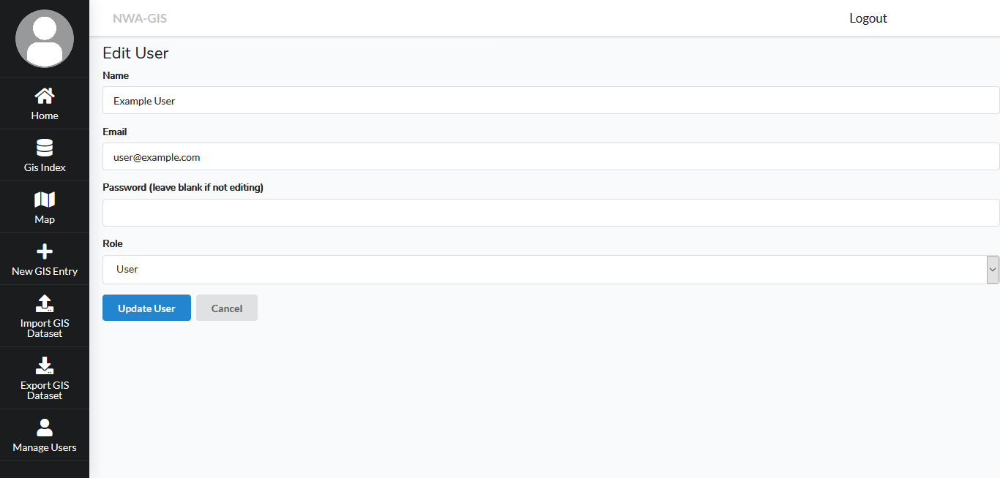 NWA-GIS
Logout
Home
Gis Index
Map
New GIS Entry
Import GIS
Dataset
Export GIS
Dataset
Manage Users
Edit User
Name
Example User
Email
user@example.com
Password (leave blank if not editing)
Role
User
Update User
Cancel